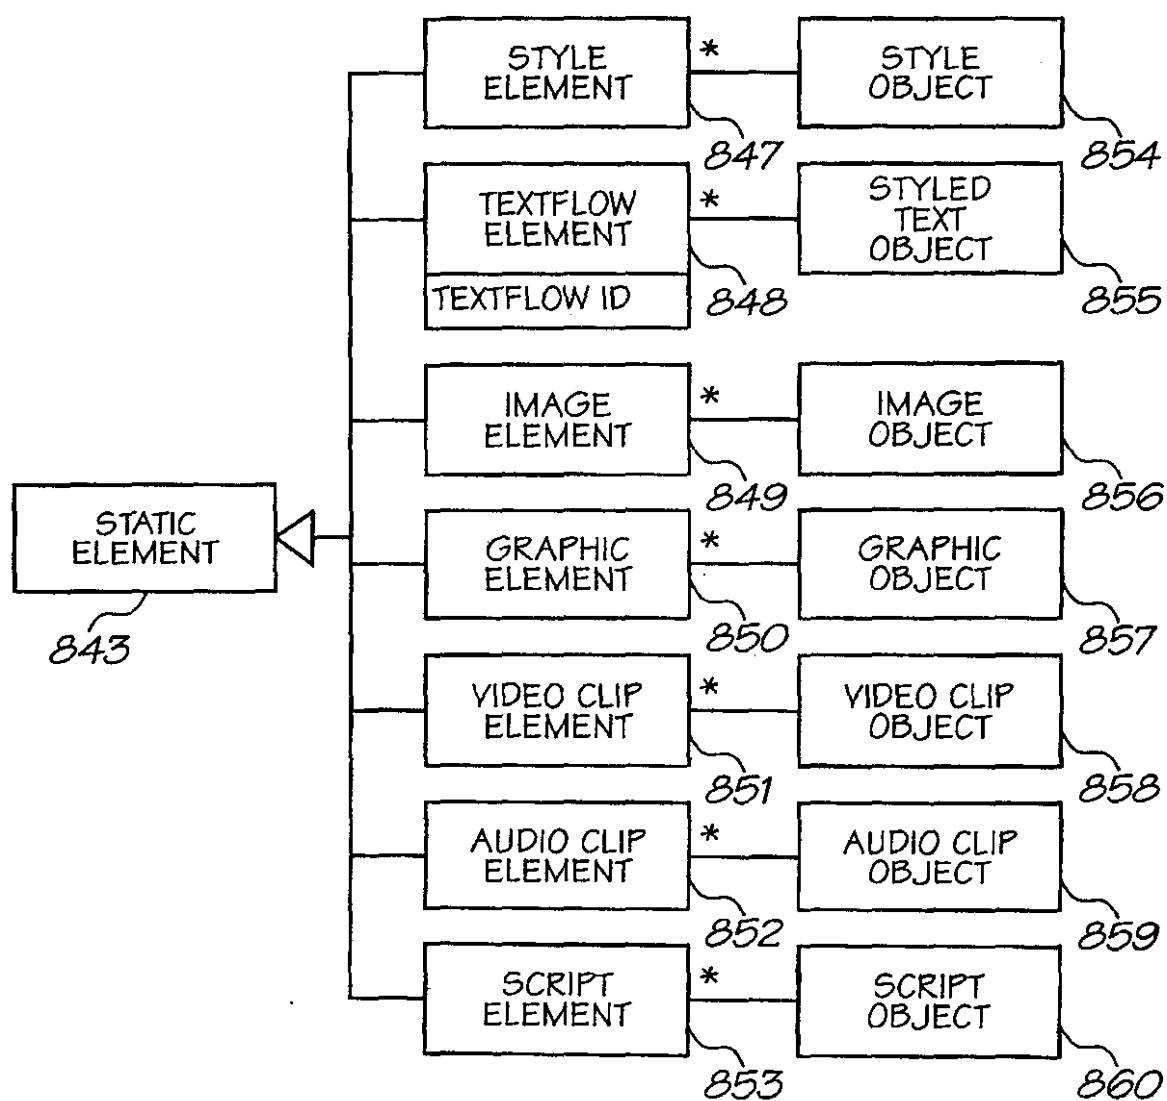 STYLE
ELEMENT
*
STYLE
OBJECT
847
854
TEXTFLOW
ELEMENT
*
STYLED
TEXT
OBJECT
TEXTFLOW ID
848
855
IMAGE
ELEMENT
*
IMAGE
OBJECT
849
856
STATIC
ELEMENT
843
GRAPHIC
ELEMENT
*
GRAPHIC
OBJECT
850
857
VIDEO CLIP
ELEMENT
*
VIDEO CLIP
OBJECT
851
858
AUDIO CLIP
ELEMENT
*
AUDIO CLIP
OBJECT
852
859
SCRIPT
ELEMENT
*
SCRIPT
OBJECT
853
860